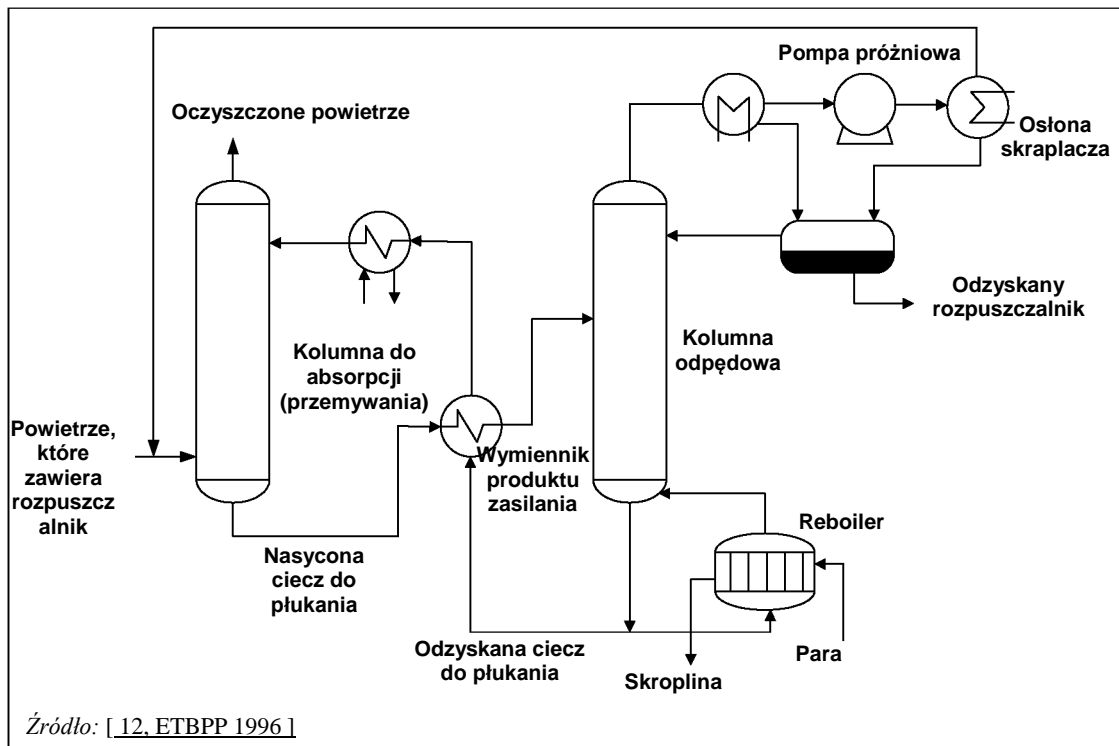 Pompa próżniowa
Oczyszczone powietrze
Osłona
skraplacza
Odzyskany
rozpuszczalnik
Kolumna do
absorpcji
(przemywania)
Kolumna
odpędowa
Powietrze,
które
zawiera
rozpuszcz
alnik
Wymiennik
produktu
zasilania
Reboiler
Nasycona
ciecz do
płukania
Odzyskana ciecz
do płukania
Para
Skroplina
Źródło: [ 12, ETBPP 1996 ]